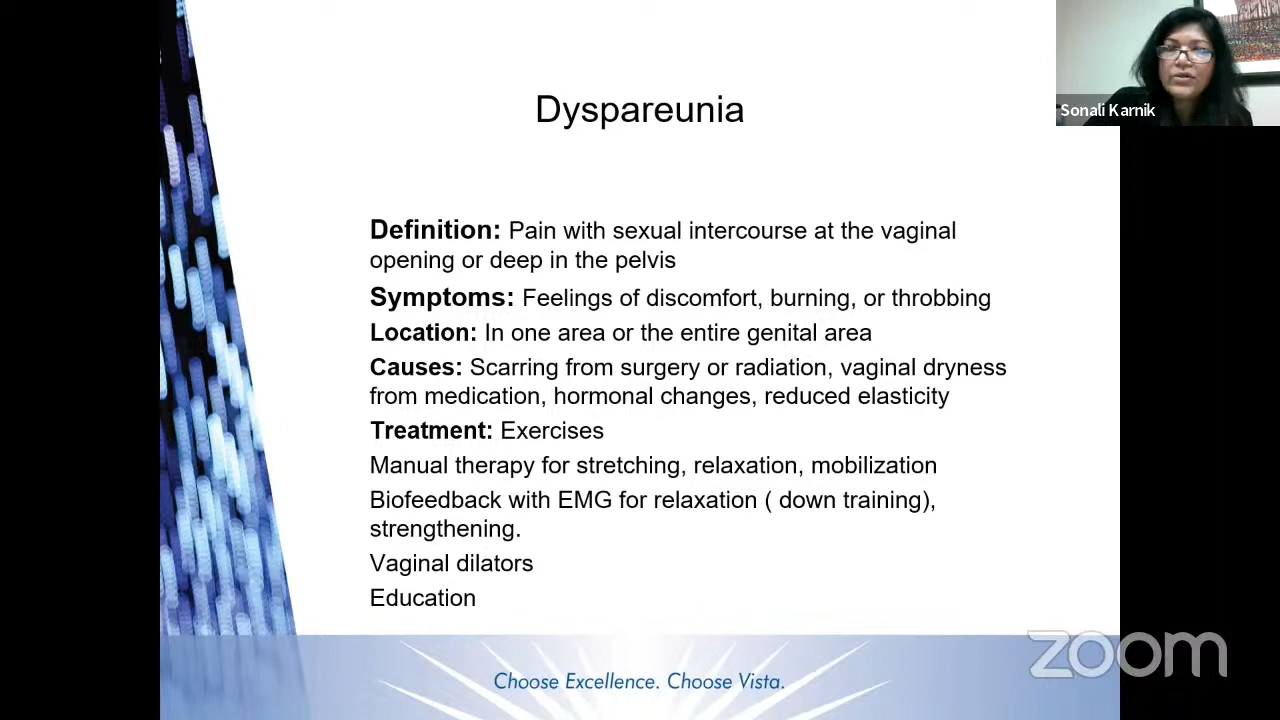 Dyspareunia
Sonali Karnik
Definition: Pain with sexual intercourse at the vaginal
opening or deep in the pelvis
Symptoms: Feelings of discomfort, burning, or throbbing
Location: In one area or the entire genital area
Causes: Scarring from surgery or radiation, vaginal dryness
from medication, hormonal changes, reduced elasticity
Treatment: Exercises
Manual therapy for stretching, relaxation, mobilization
Biofeedback with EMG for relaxation ( down training),
strengthening.
Vaginal dilators
Education
Choose Excellence. Choose Vista.
zoom